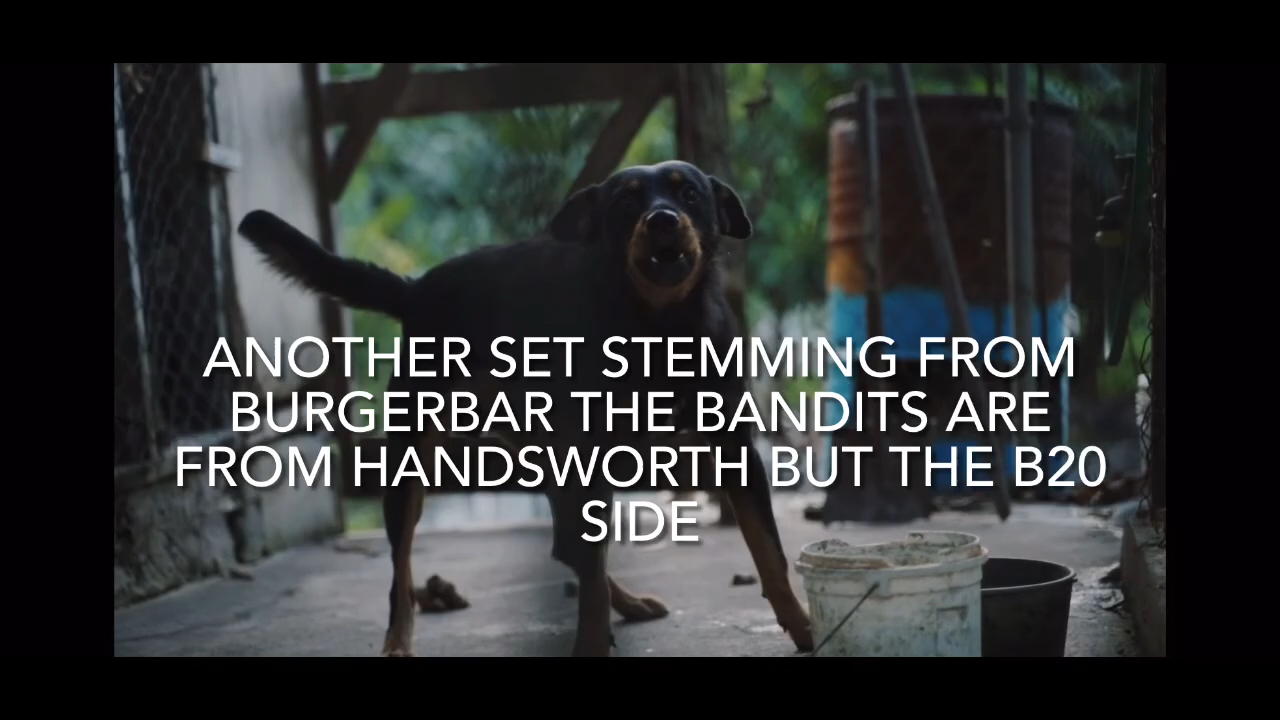 ANOTHER SET STEMMING FROM
BURGERBAR THE BANDITS ARE
FROM HANDSWORTH BUT THE B20
SIDE